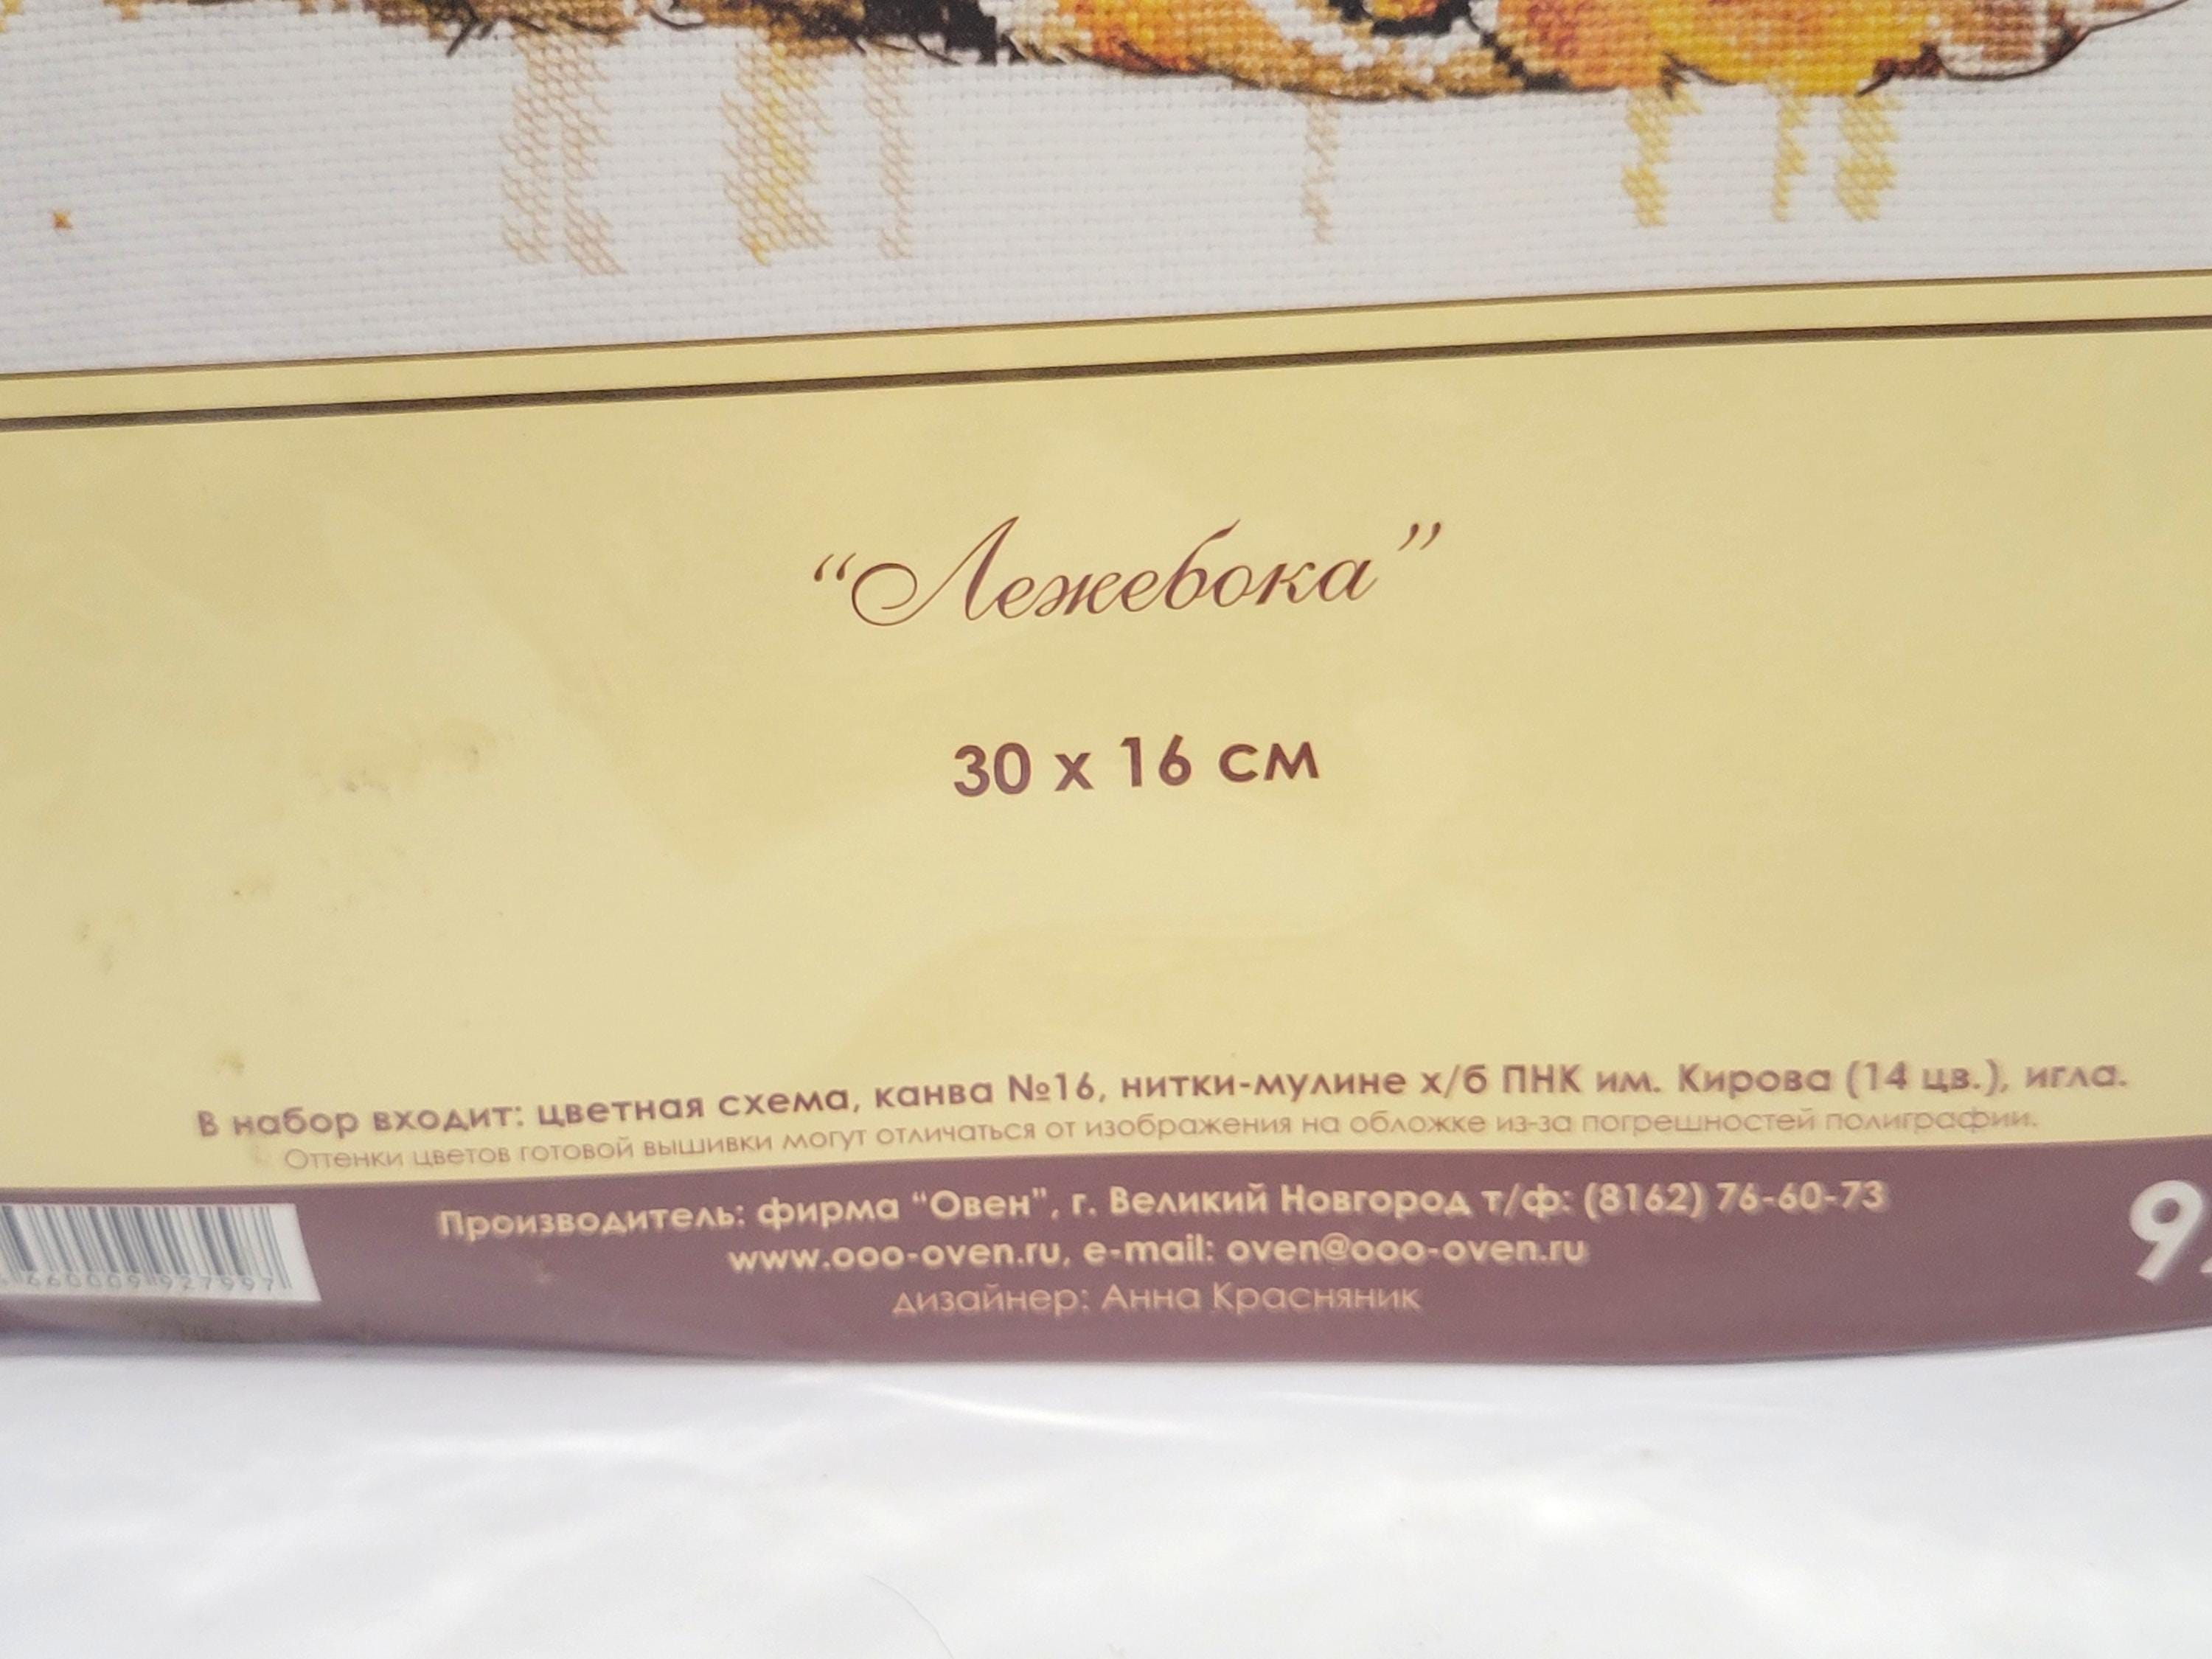 “Лежебока”
30 х 16 см
В набор входит: цветная схема, канва №16, нитки-мулине х/б ПНК им. Кирова (14 цв.), игла.
Оттенки цветов готовой вышивки могут отличаться от изображения на обложке из-за погрешностей полиграфии.
Производитель: фирма “Овен”, г. Великий Новгород т/ф: (8162) 76-60-73
www.ooo-oven.ru, e-mail: oven@ooo-oven.ru
дизайнер: Анна Красняник